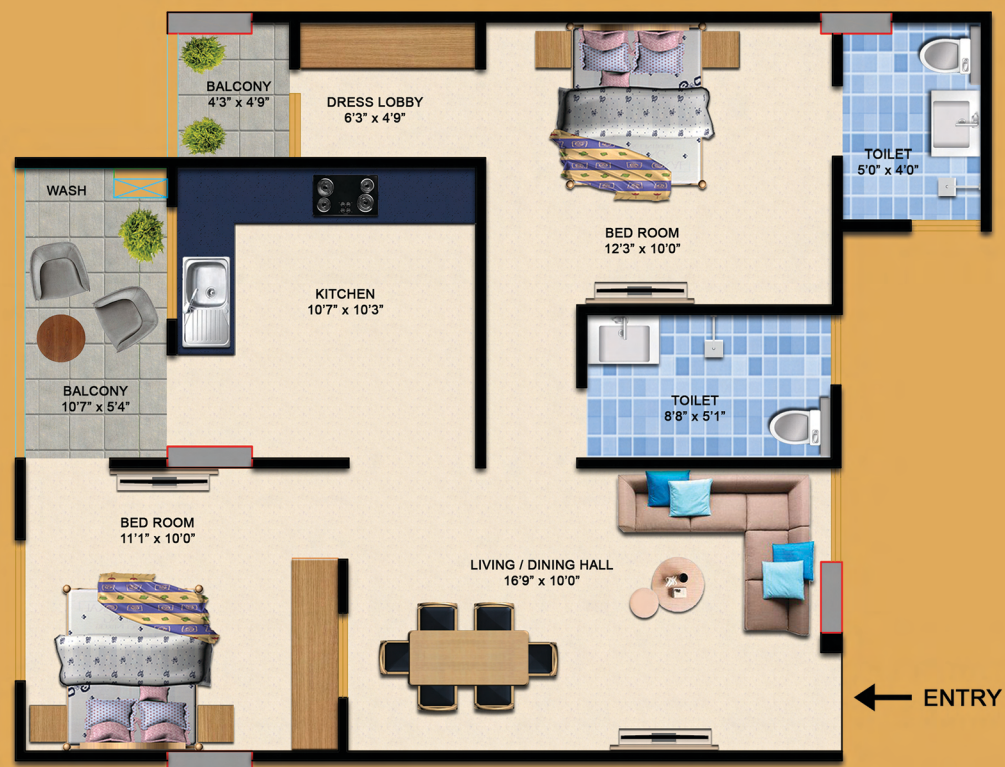 BALCONY
4'3" x 4'9"
DRESS LOBBY
6'3" x 4'9"
TOILET
5'0" x 4'0"
WASH
BED ROOM
12'3" x 10'0"
KITCHEN
10'7" x 10'3"
BALCONY
10'7" x 5'4"
TOILET
8'8" x 5'1"
BED ROOM
11'1" x 10'0"
LIVING / DINING HALL
16'9" x 10'0"
ENTRY